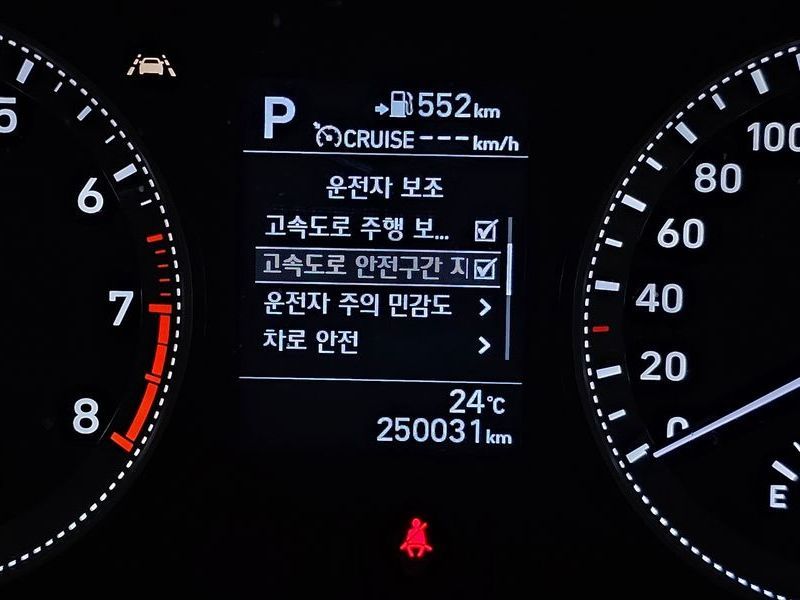 5
6
7
8
P 552km
CRUISE---km/h
운전자 보조
고속도로 주행 보...
고속도로 안전구간 지
운전자 주의 민감도
차로 안전
24°C
250031km
100
80
60
40
20
0
E